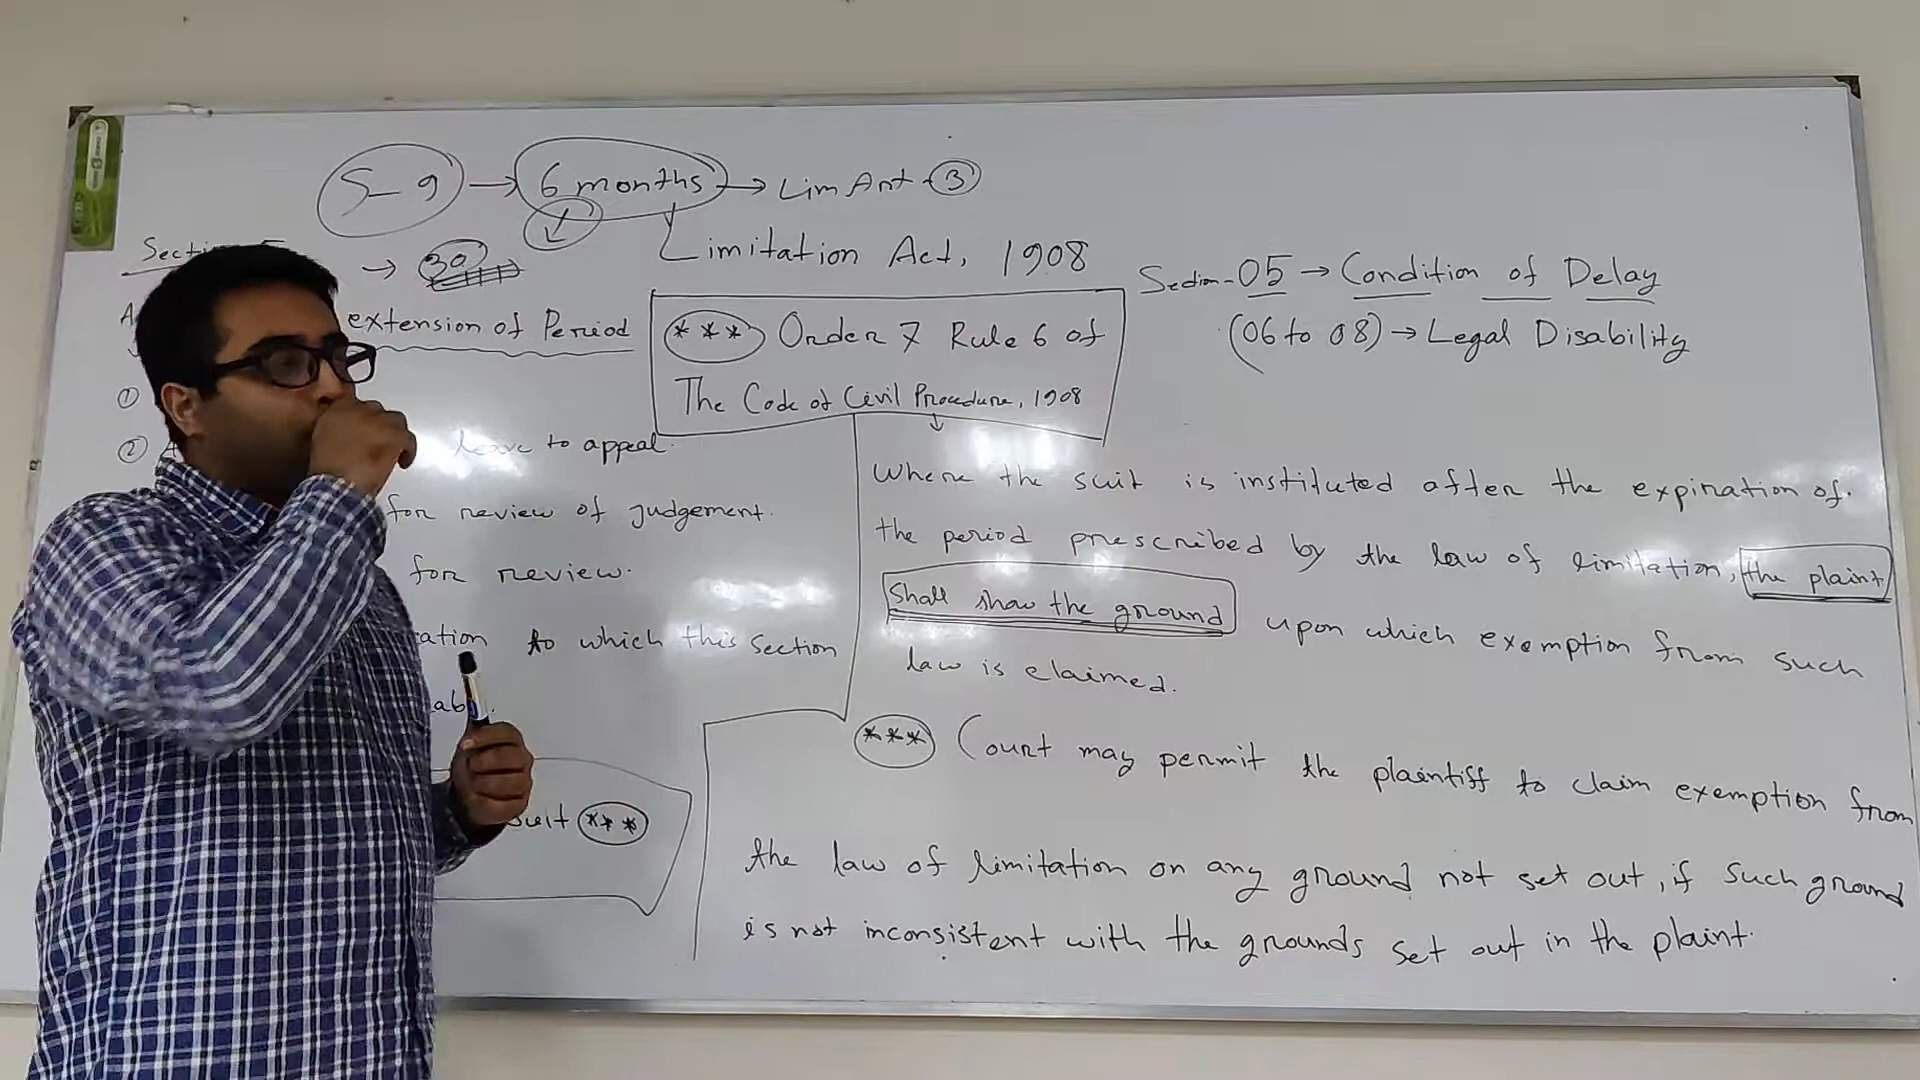 S-9 → 6 months → Lim Art - 3
Limitation Act, 1908
→ 30
extension of Period
①
② leave to appeal.
for review of judgement.
for review.
to which this section
suit ***
*** Order 7 Rule 6 of
The Code of Civil Procedure, 1908
Section-05 → Condition of Delay
(06 to 08) → Legal Disability
Where the suit is instituted after the expiration of
the period prescribed by the law of limitation, the plaint
Shall show the ground upon which exemption from such
law is claimed.
*** Court may permit the plaintiff to claim exemption from
the law of limitation on any ground not set out, if such ground
is not inconsistent with the grounds set out in the plaint.